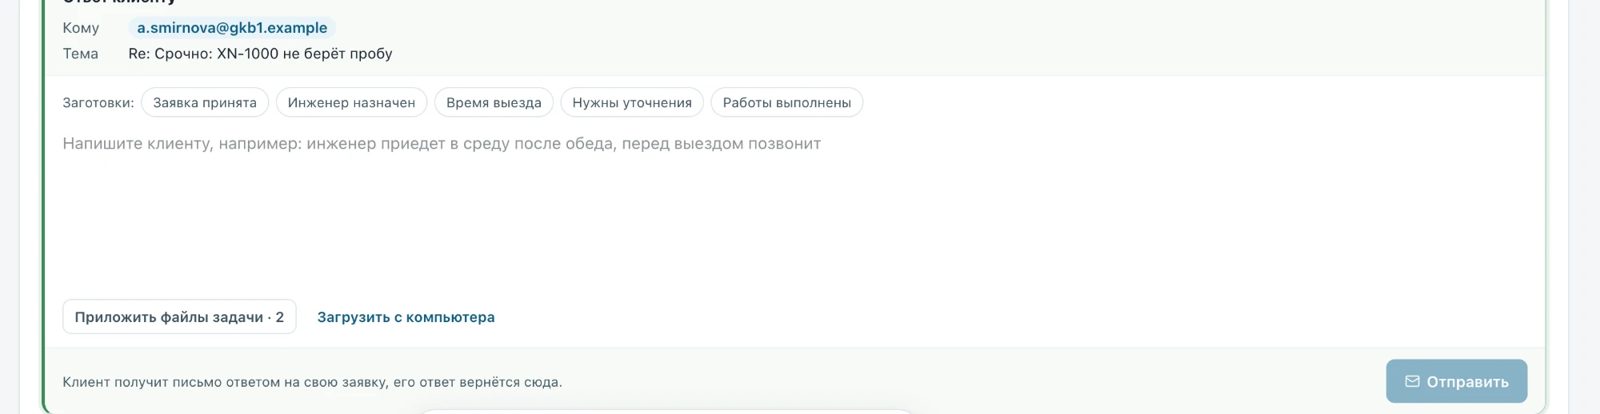 Ответ клиенту
Кому a.smirnova@gkb1.example
Тема Re: Срочно: XN-1000 не берёт пробу
Заготовки: Заявка принята Инженер назначен Время выезда Нужны уточнения Работы выполнены
Напишите клиенту, например: инженер приедет в среду после обеда, перед выездом позвонит
Приложить файлы задачи · 2 Загрузить с компьютера
Клиент получит письмо ответом на свою заявку, его ответ вернётся сюда. Отправить